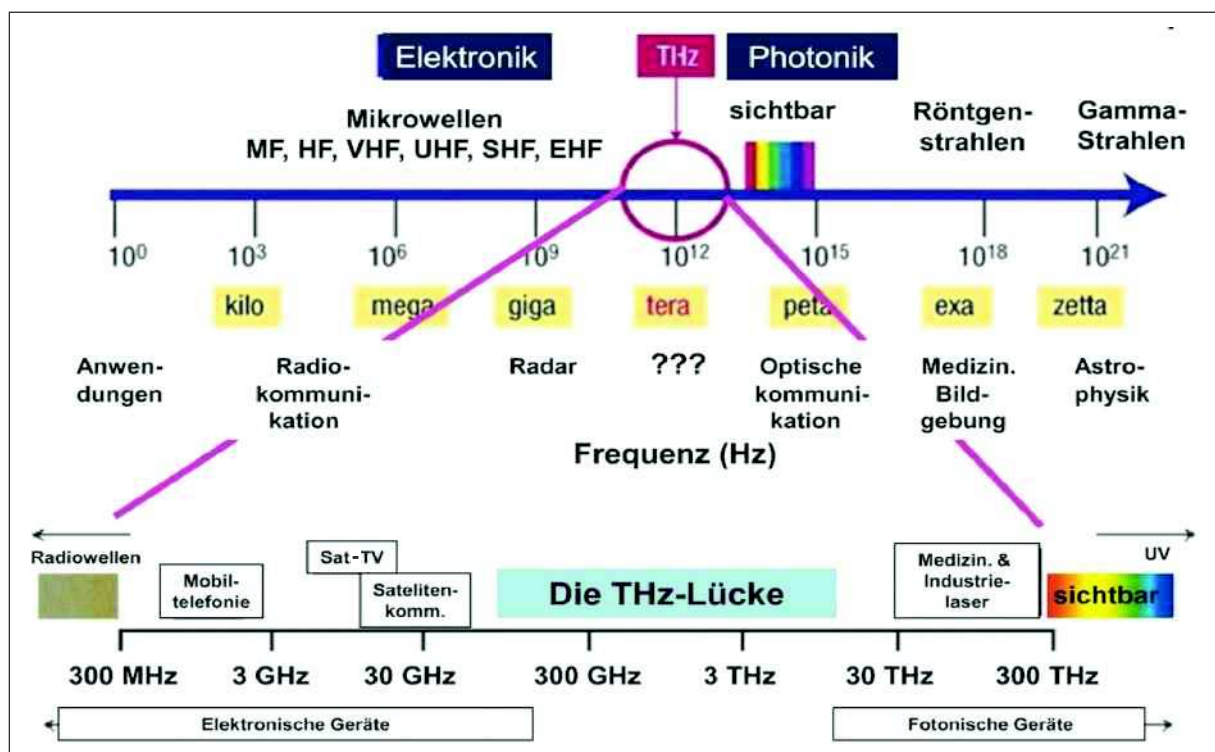 Elektronik THz Photonik
Mikrowellen
MF, HF, VHF, UHF, SHF, EHF
sichtbar
Röntgen-
strahlen
Gamma-
Strahlen
10⁰ 10³ 10⁶ 10⁹ 10¹² 10¹⁵ 10¹⁸ 10²¹
kilo mega giga tera peta exa zetta
Anwen-
dungen
Radio-
kommuni-
kation
Radar
???
Optische
kommuni-
kation
Medizin.
Bild-
gebung
Astro-
physik
Frequenz (Hz)
Radiowellen
Mobil-
telefonie
Sat-TV
Sateliten-
komm.
Die THz-Lücke
Medizin. &
Industrie-
laser
UV
sichtbar
300 MHz 3 GHz 30 GHz 300 GHz 3 THz 30 THz 300 THz
Elektronische Geräte
Fotonische Geräte